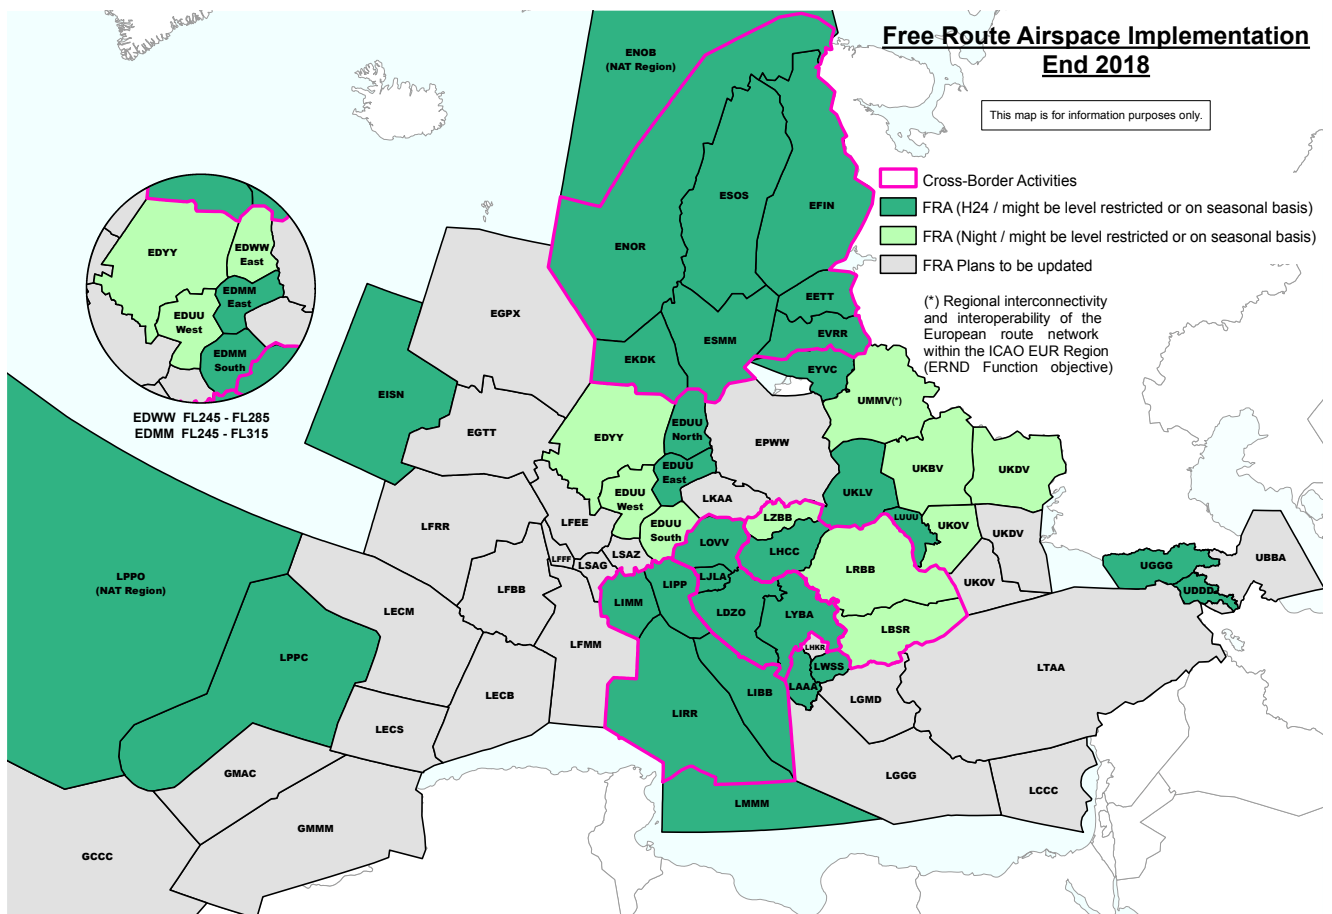 Free Route Airspace Implementation
End 2018
This map is for information purposes only.
Cross-Border Activities
FRA (H24 / might be level restricted or on seasonal basis)
FRA (Night / might be level restricted or on seasonal basis)
FRA Plans to be updated
(*) Regional interconnectivity
and interoperability of the
European route network
within the ICAO EUR Region
(ERND Function objective)
ENOB
(NAT Region)
ESOS
EFIN
ENOR
EETT
EVRR
ESMM
EKDK
EYVC
EGPX
EISN
EGTT
EDYY
EDWW
East
EDMM
East
EDUU
West
EDMM
South
EDWW FL245 - FL285
EDMM FL245 - FL315
UMMV(*)
EDYY
EDUU
North
EPWW
EDUU
East
UKBV
UKDV
EDUU
West
LKAA
UKLV
LFRR
LFEE
EDUU
South
LZBB
LUUU
UKOV
UKDV
LOVV
LHCC
LSAZ
LFFF
LSAG
LRBB
UKOV
UGGG
UBBA
UDDD
LPPO
(NAT Region)
LFBB
LIPP
LJLA
LIMM
LECM
LDZO
LYBA
LBSR
LFMM
LHKR
LWSS
LTAA
LPPC
LECB
LAAA
LIBB
LGMD
LIRR
LECS
GMAC
LGGG
LCCC
LMMM
GMMM
GCCC